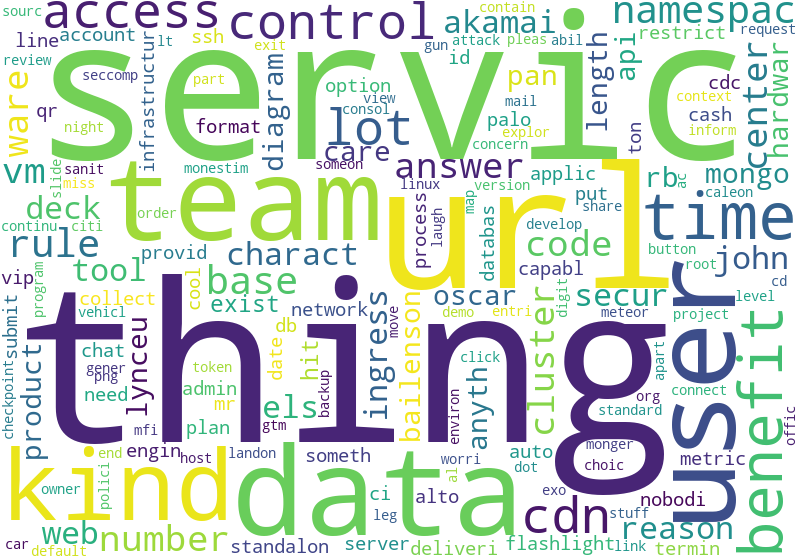 sourc
access
control
akamai
contain
namespac
line
account
lt
ssh
exit
gun
attack
pleas
abil
id
restrict
request
review
seccomp
part
option
pan
length
api
cdc
context
center
hardwar
ware
qr
infrastructur
diagram
format
view
consol
mail
palo
cash
inform
servic
lot
care
night
sanit
monestim
someon
concern
explor
ton
answer
vm
slide
miss
team
linux
version
applic
rb
ac
mongo
deck
order
process
laugh
map
databas
put
share
caleon
continu
citi
url
develop
time
rule
provid
charact
code
button
root
john
vip
program
tool
base
capabl
level
cd
collect
cool
exist
oscar
secur
vehicl
network
move
demo
entri
digit
meteor
project
submit
product
lynceu
db
date
hit
ingress
bailenson
cluster
user
benefit
checkpoint
chat
gener
png
token
click
anyth
apart
connect
need
admin
backup
thing
org
standard
mfi
plan
mr
els
gtm
environ
monger
choic
offic
end
engin
host
landon
someth
worri
al
auto
metric
polici
owner
kind
data
ci
alto
dot
exo
stuff
nobodi
leg
cdn
reason
web
number
server
car
default
standalon
deliveri
flashlight
link
termin